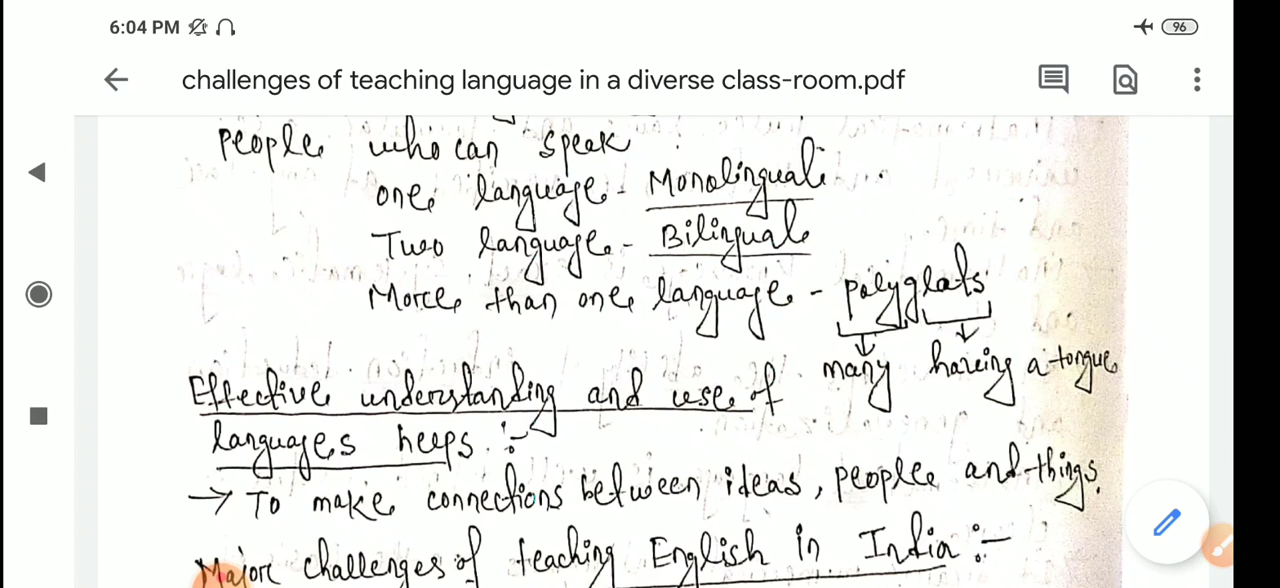 6:04 PM
96
challenges of teaching language in a diverse class-room.pdf
people who can speak
one language - Monolingual
Two language - Bilingual
More than one language - polyglats
many having a tongue
Effective understanding and use of
languages heeps :-
→ To make connections between ideas, people and things.
Major challenges of teaching English in India :-